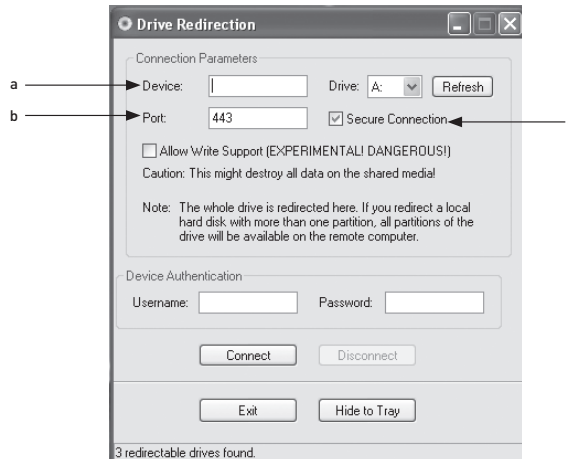 Drive Redirection
Connection Parameters
a
Device:
Drive: A: Refresh
b
Port: 443 Secure Connection
Allow Write Support (EXPERIMENTAL! DANGEROUS!)
Caution: This might destroy all data on the shared media!
Note: The whole drive is redirected here. If you redirect a local
hard disk with more than one partition, all partitions of the
drive will be available on the remote computer.
Device Authentication
Username: Password:
Connect Disconnect
Exit Hide to Tray
3 redirectable drives found.